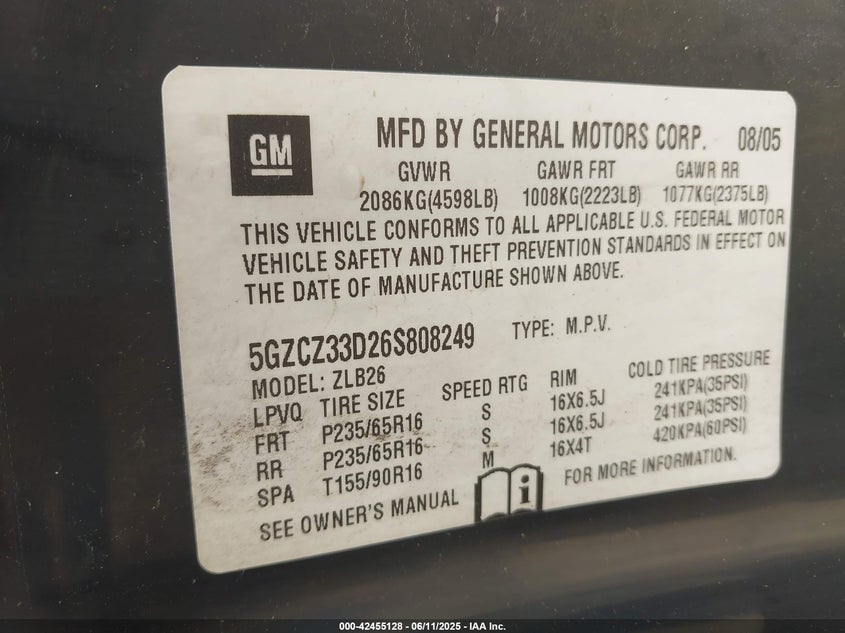 GM
MFD BY GENERAL MOTORS CORP. 08/05
GVWR GAWR FRT GAWR RR
2086KG(4598LB) 1008KG(2223LB) 1077KG(2375LB)
THIS VEHICLE CONFORMS TO ALL APPLICABLE U.S. FEDERAL MOTOR
VEHICLE SAFETY AND THEFT PREVENTION STANDARDS IN EFFECT ON
THE DATE OF MANUFACTURE SHOWN ABOVE.
5GZCZ33D26S808249 TYPE: M.P.V.
MODEL: ZLB26
LPVQ TIRE SIZE SPEED RTG RIM COLD TIRE PRESSURE
FRT P235/65R16 S 16X6.5J 241KPA(35PSI)
RR P235/65R16 S 16X6.5J 241KPA(35PSI)
SPA T155/90R16 M 16X4T 420KPA(60PSI)
SEE OWNER'S MANUAL i FOR MORE INFORMATION.
000-42455128 - 06/11/2025 - IAA Inc.